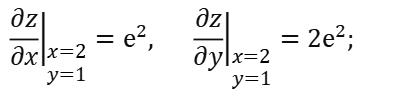 ∂z/∂x|x=2, y=1 = e², ∂z/∂y|x=2, y=1 = 2e²;